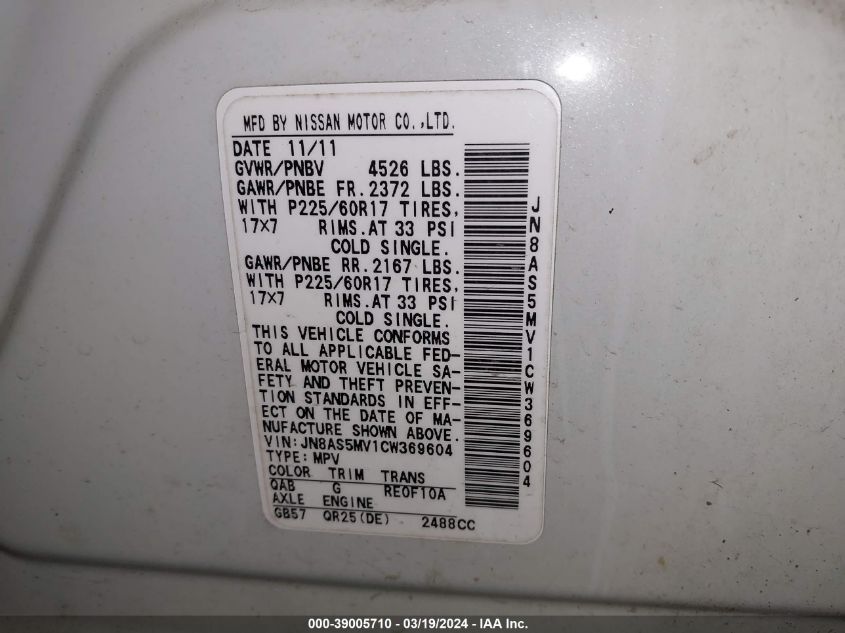 MFD BY NISSAN MOTOR CO.,LTD.
DATE 11/11
GVWR/PNBV 4526 LBS.
GAWR/PNBE FR. 2372 LBS.
WITH P225/60R17 TIRES,
17×7 RIMS.AT 33 PSI
COLD SINGLE.
GAWR/PNBE RR. 2167 LBS.
WITH P225/60R17 TIRES,
17×7 RIMS.AT 33 PSI
COLD SINGLE.
THIS VEHICLE CONFORMS
TO ALL APPLICABLE FED-
ERAL MOTOR VEHICLE SA-
FETY AND THEFT PREVEN-
TION STANDARDS IN EFF-
ECT ON THE DATE OF MA-
NUFACTURE SHOWN ABOVE.
VIN: JN8AS5MV1CW369604
TYPE: MPV
COLOR TRIM TRANS
QAB G RE0F10A
AXLE ENGINE
GB57 QR25(DE) 2488CC
JN8AS5MV1CW369604
000-39005710 - 03/19/2024 - IAA Inc.